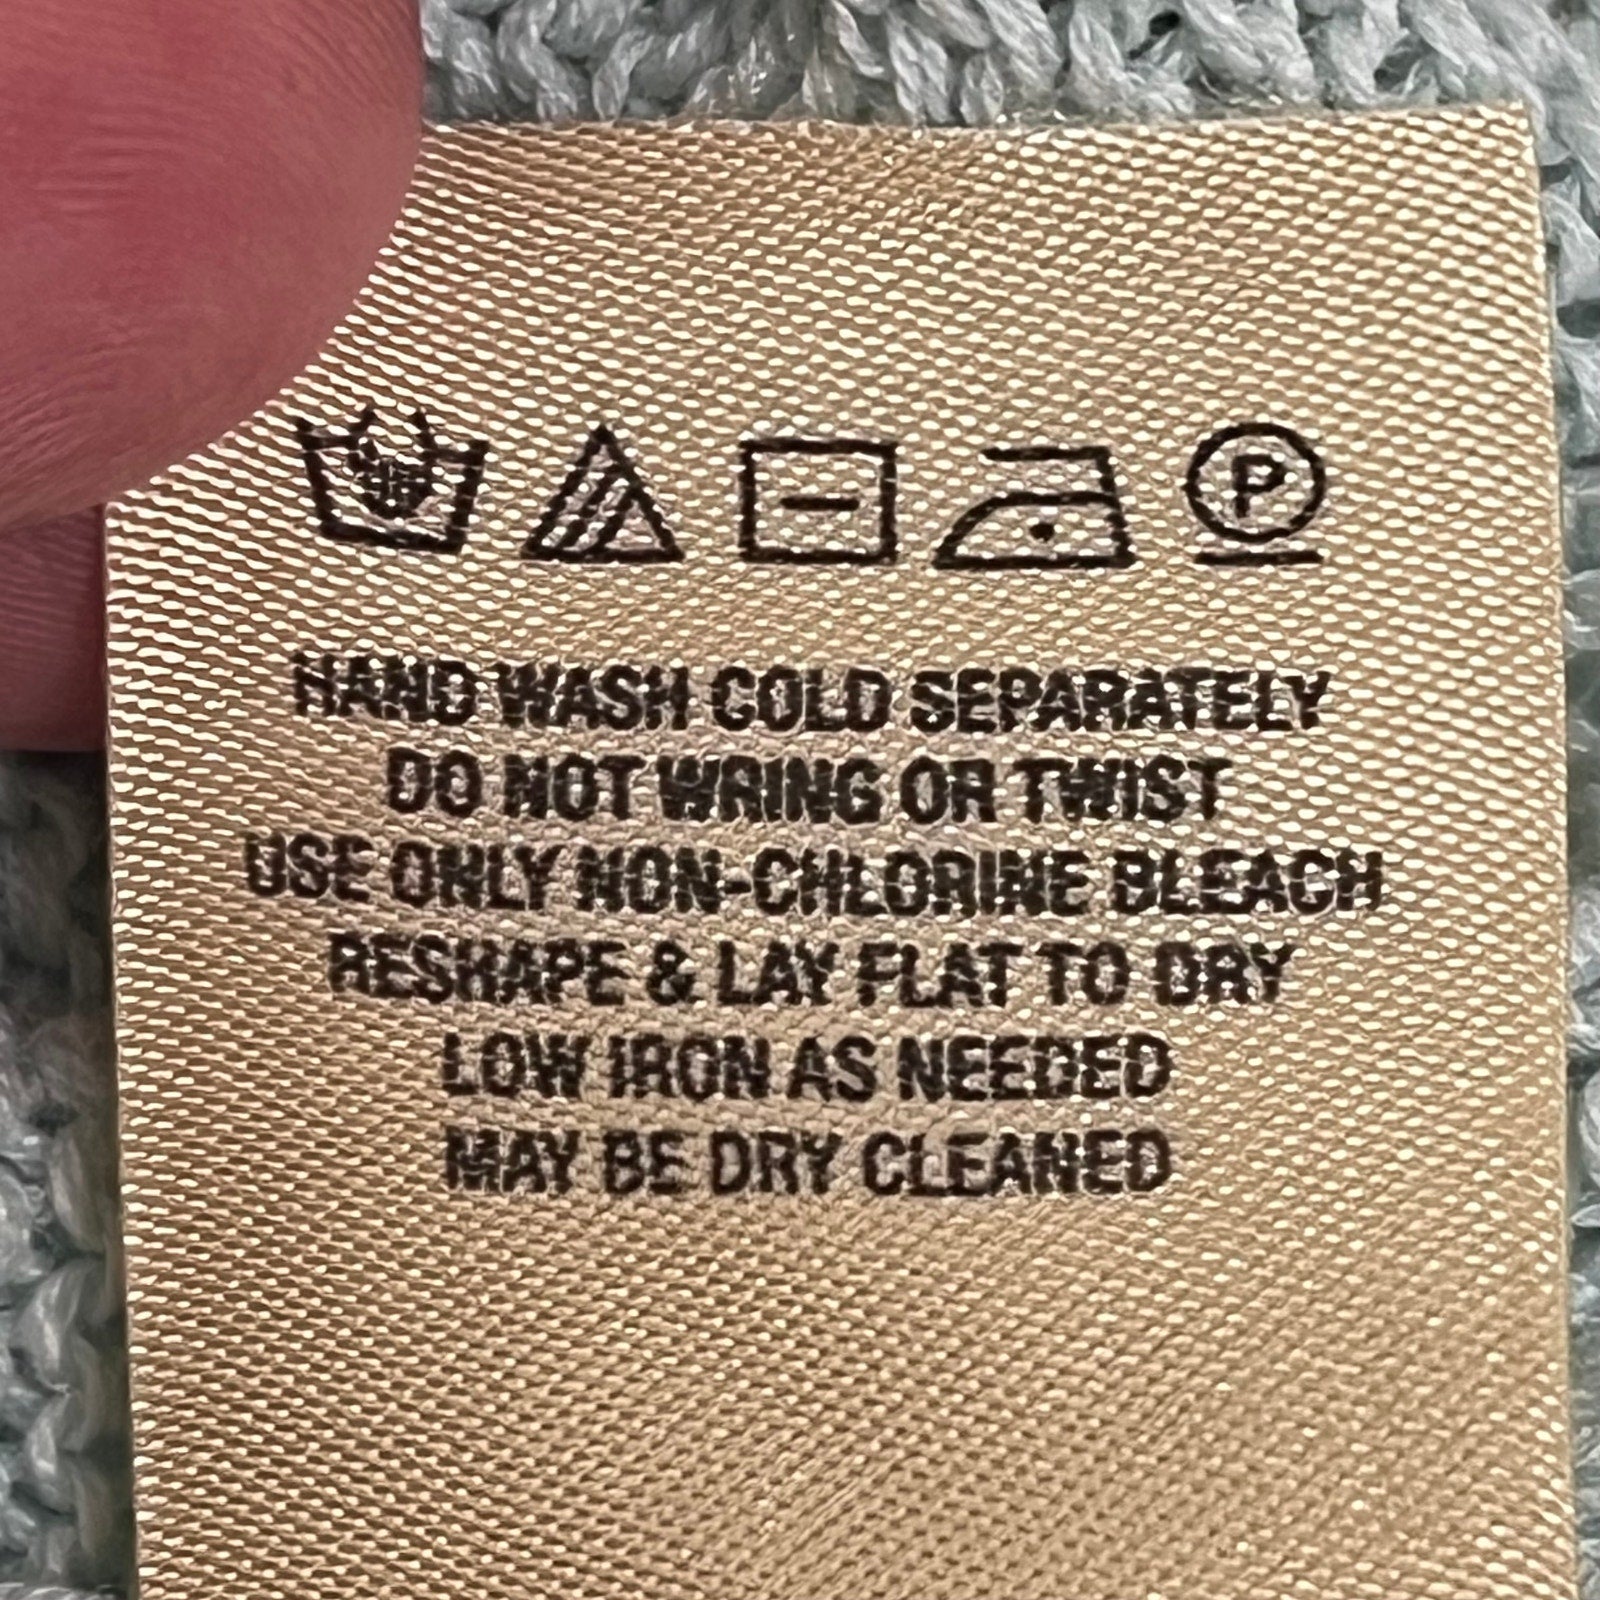 P
HAND WASH COLD SEPARATELY
DO NOT WRING OR TWIST
USE ONLY NON-CHLORINE BLEACH
RESHAPE & LAY FLAT TO DRY
LOW IRON AS NEEDED
MAY BE DRY CLEANED